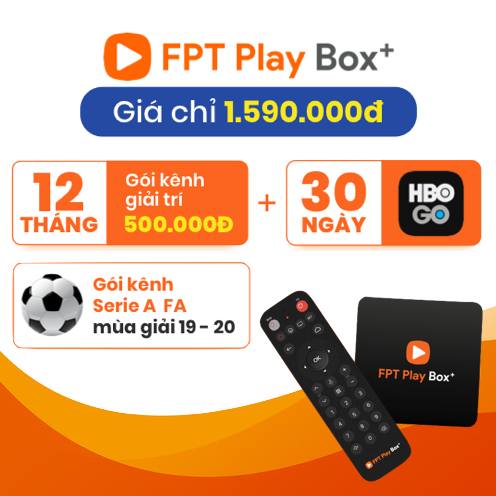 FPT Play Box+
Giá chỉ 1.590.000đ
12
THÁNG
Gói kênh
giải trí
500.000Đ
+
30
NGÀY
HBO
GO
Gói kênh
Serie A FA
mùa giải 19 - 20
OK
FPT Play Box+
FPT Play Box+